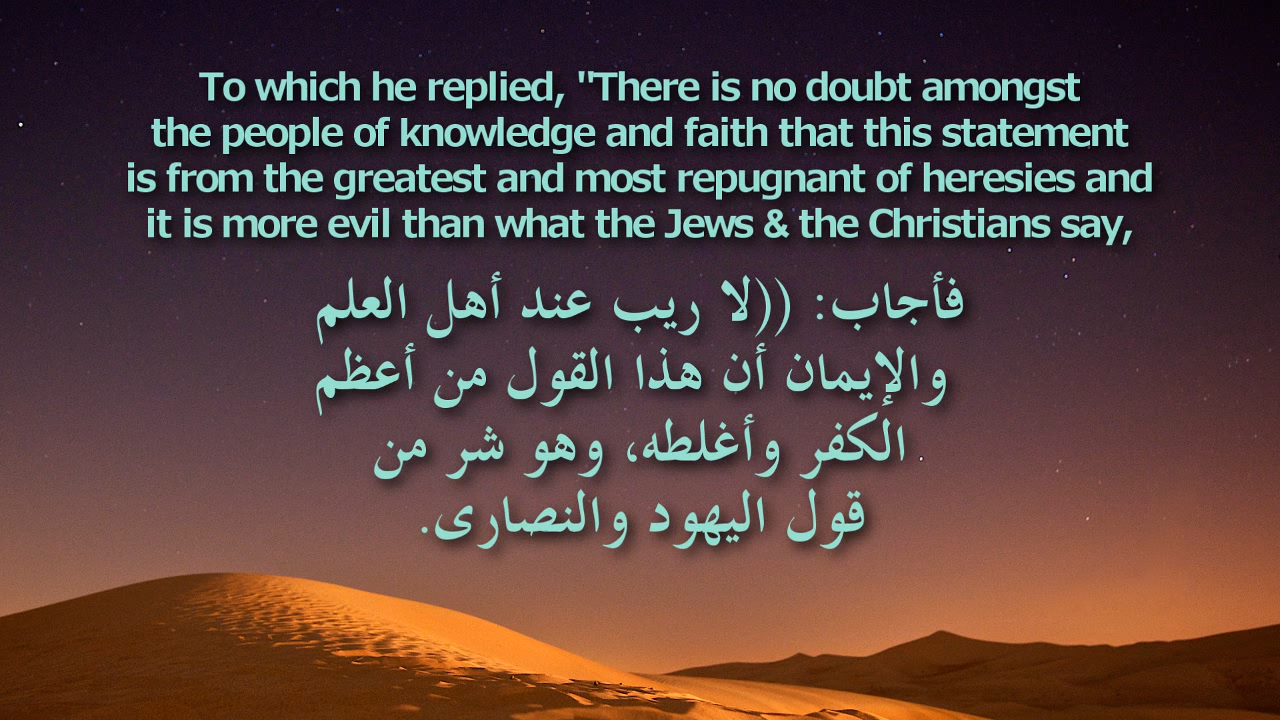 To which he replied, "There is no doubt amongst
the people of knowledge and faith that this statement
is from the greatest and most repugnant of heresies and
it is more evil than what the Jews & the Christians say,
فأجاب: ((لا ريب عند أهل العلم
والإيمان أن هذا القول من أعظم
الكفر وأغلطه، وهو شر من
قول اليهود والنصارى.